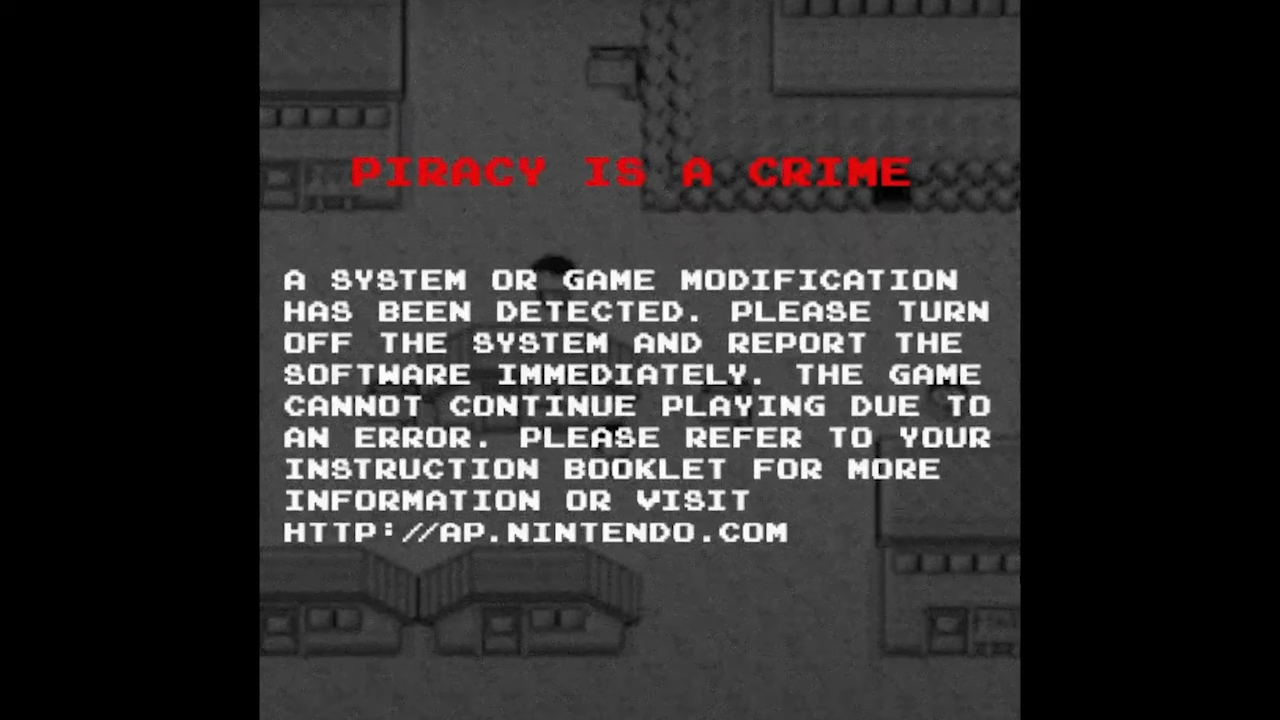 PIRACY IS A CRIME
A SYSTEM OR GAME MODIFICATION
HAS BEEN DETECTED. PLEASE TURN
OFF THE SYSTEM AND REPORT THE
SOFTWARE IMMEDIATELY. THE GAME
CANNOT CONTINUE PLAYING DUE TO
AN ERROR. PLEASE REFER TO YOUR
INSTRUCTION BOOKLET FOR MORE
INFORMATION OR VISIT
HTTP://AP.NINTENDO.COM